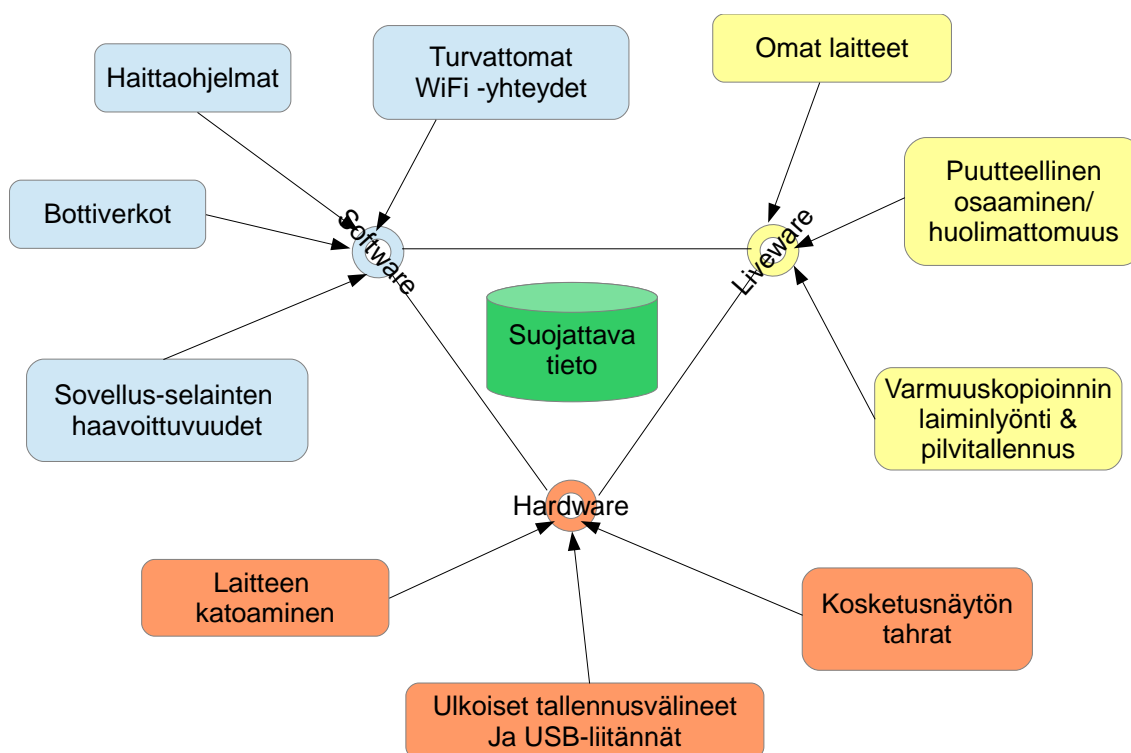 Haittaohjelmat
Turvattomat
WiFi -yhteydet
Omat laitteet
Bottiverkot
Puutteellinen
osaaminen/
huolimattomuus
Software
Liveware
Suojattava
tieto
Sovellus-selainten
haavoittuvuudet
Varmuuskopioinnin
laiminlyönti &
pilvitallennus
Hardware
Laitteen
katoaminen
Kosketusnäytön
tahrat
Ulkoiset tallennusvälineet
Ja USB-liitännät